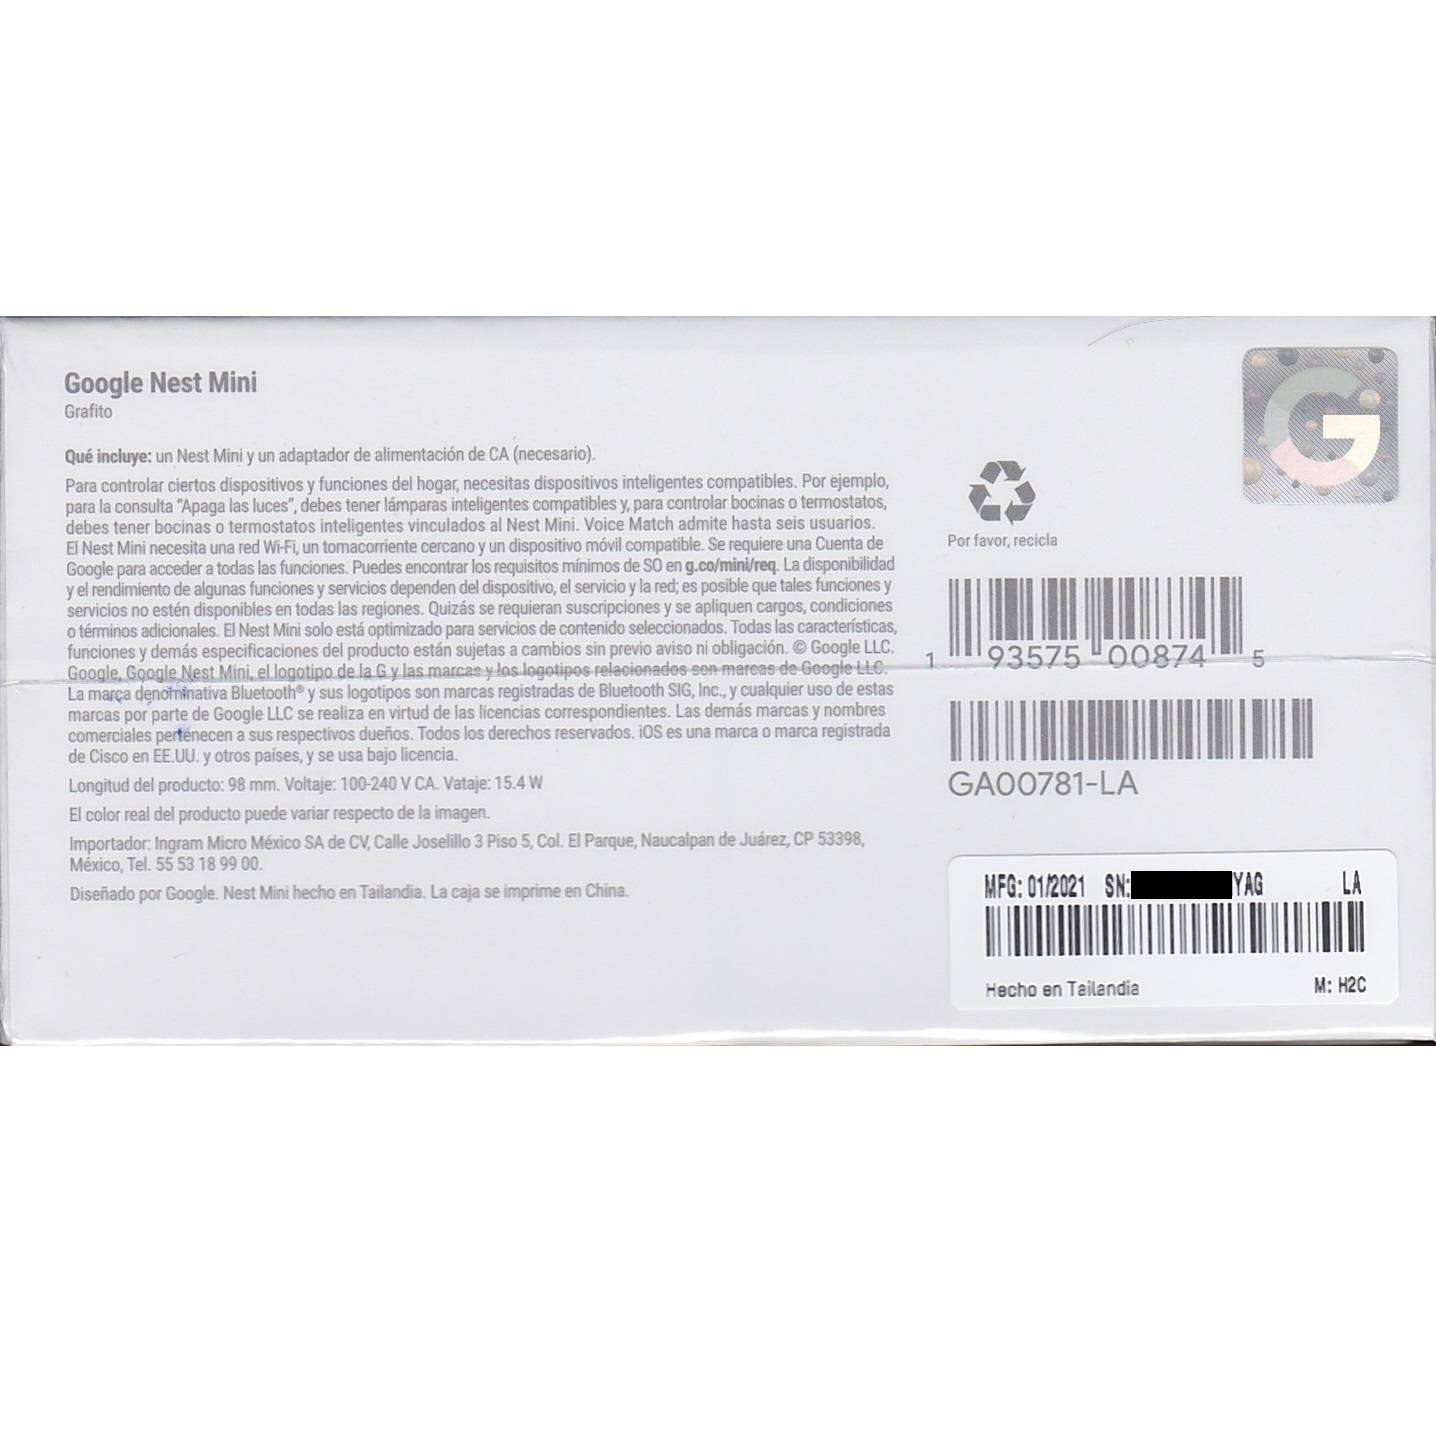 Google Nest Mini
Grafito
Qué incluye: un Nest Mini y un adaptador de alimentación de CA (necesario).
Para controlar ciertos dispositivos y funciones del hogar, necesitas dispositivos inteligentes compatibles. Por ejemplo,
para la consulta "Apaga las luces", debes tener lámparas inteligentes compatibles y, para controlar bocinas o termostatos,
debes tener bocinas o termostatos inteligentes vinculados al Nest Mini. Voice Match admite hasta seis usuarios.
El Nest Mini necesita una red Wi-Fi, un tomacorriente cercano y un dispositivo móvil compatible. Se requiere una Cuenta de
Google para acceder a todas las funciones. Puedes encontrar los requisitos mínimos de SO en g.co/mini/req. La disponibilidad
y el rendimiento de algunas funciones y servicios dependen del dispositivo, el servicio y la red; es posible que tales funciones y
servicios no estén disponibles en todas las regiones. Quizás se requieran suscripciones y se apliquen cargos, condiciones
o términos adicionales. El Nest Mini solo está optimizado para servicios de contenido seleccionados. Todas las características,
funciones y demás especificaciones del producto están sujetas a cambios sin previo aviso ni obligación. © Google LLC.
Google, Google Nest Mini, el logotipo de la G y las marcas y los logotipos relacionados son marcas de Google LLC.
La marca denominativa Bluetooth® y sus logotipos son marcas registradas de Bluetooth SIG, Inc., y cualquier uso de estas
marcas por parte de Google LLC se realiza en virtud de las licencias correspondientes. Las demás marcas y nombres
comerciales pertenecen a sus respectivos dueños. Todos los derechos reservados. iOS es una marca o marca registrada
de Cisco en EE.UU. y otros países, y se usa bajo licencia.
Longitud del producto: 98 mm. Voltaje: 100-240 V CA. Vataje: 15.4 W
El color real del producto puede variar respecto de la imagen.
Importador: Ingram Micro México SA de CV, Calle Joselillo 3 Piso 5, Col. El Parque, Naucalpan de Juárez, CP 53398,
México, Tel. 55 53 18 99 00.
Diseñado por Google. Nest Mini hecho en Tailandia. La caja se imprime en China.
G
Por favor, recicla
1 93575 00874 5
GA00781-LA
MFG: 01/2021 SN: YAG LA
Hecho en Tailandia M: H2C